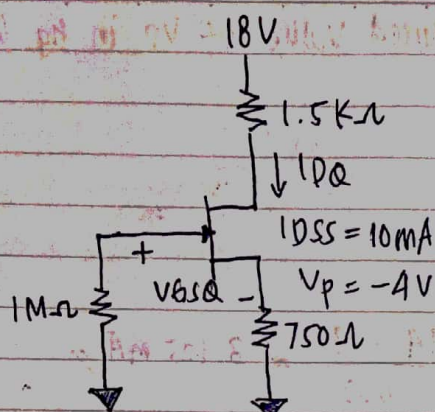 18V
1.5KΩ
IDQ
IDSS = 10mA
+
VGSQ -
Vp = -4V
1MΩ
750Ω